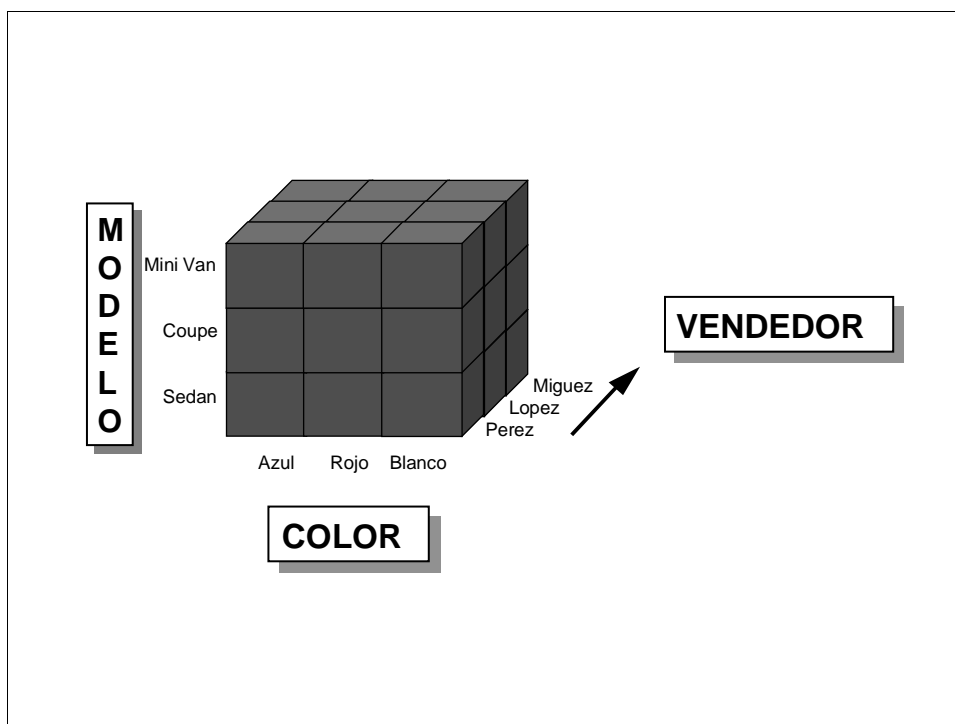 MODELO
Mini Van
Coupe
Sedan
Azul Rojo Blanco
COLOR
Miguez
Lopez
Perez
VENDEDOR